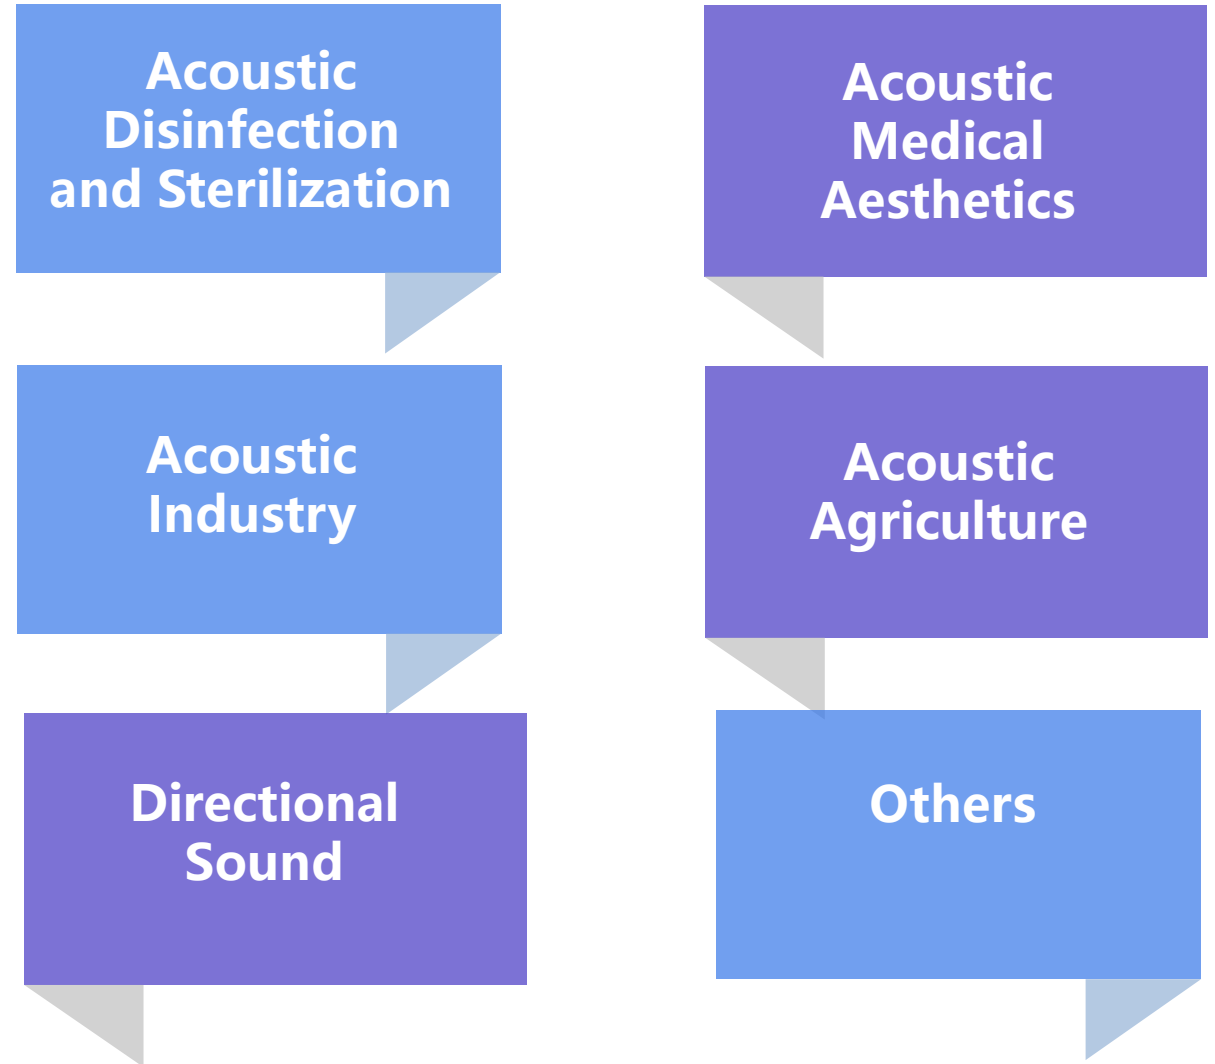 Acoustic
Disinfection
and Sterilization
Acoustic
Medical
Aesthetics
Acoustic
Industry
Acoustic
Agriculture
Directional
Sound
Others